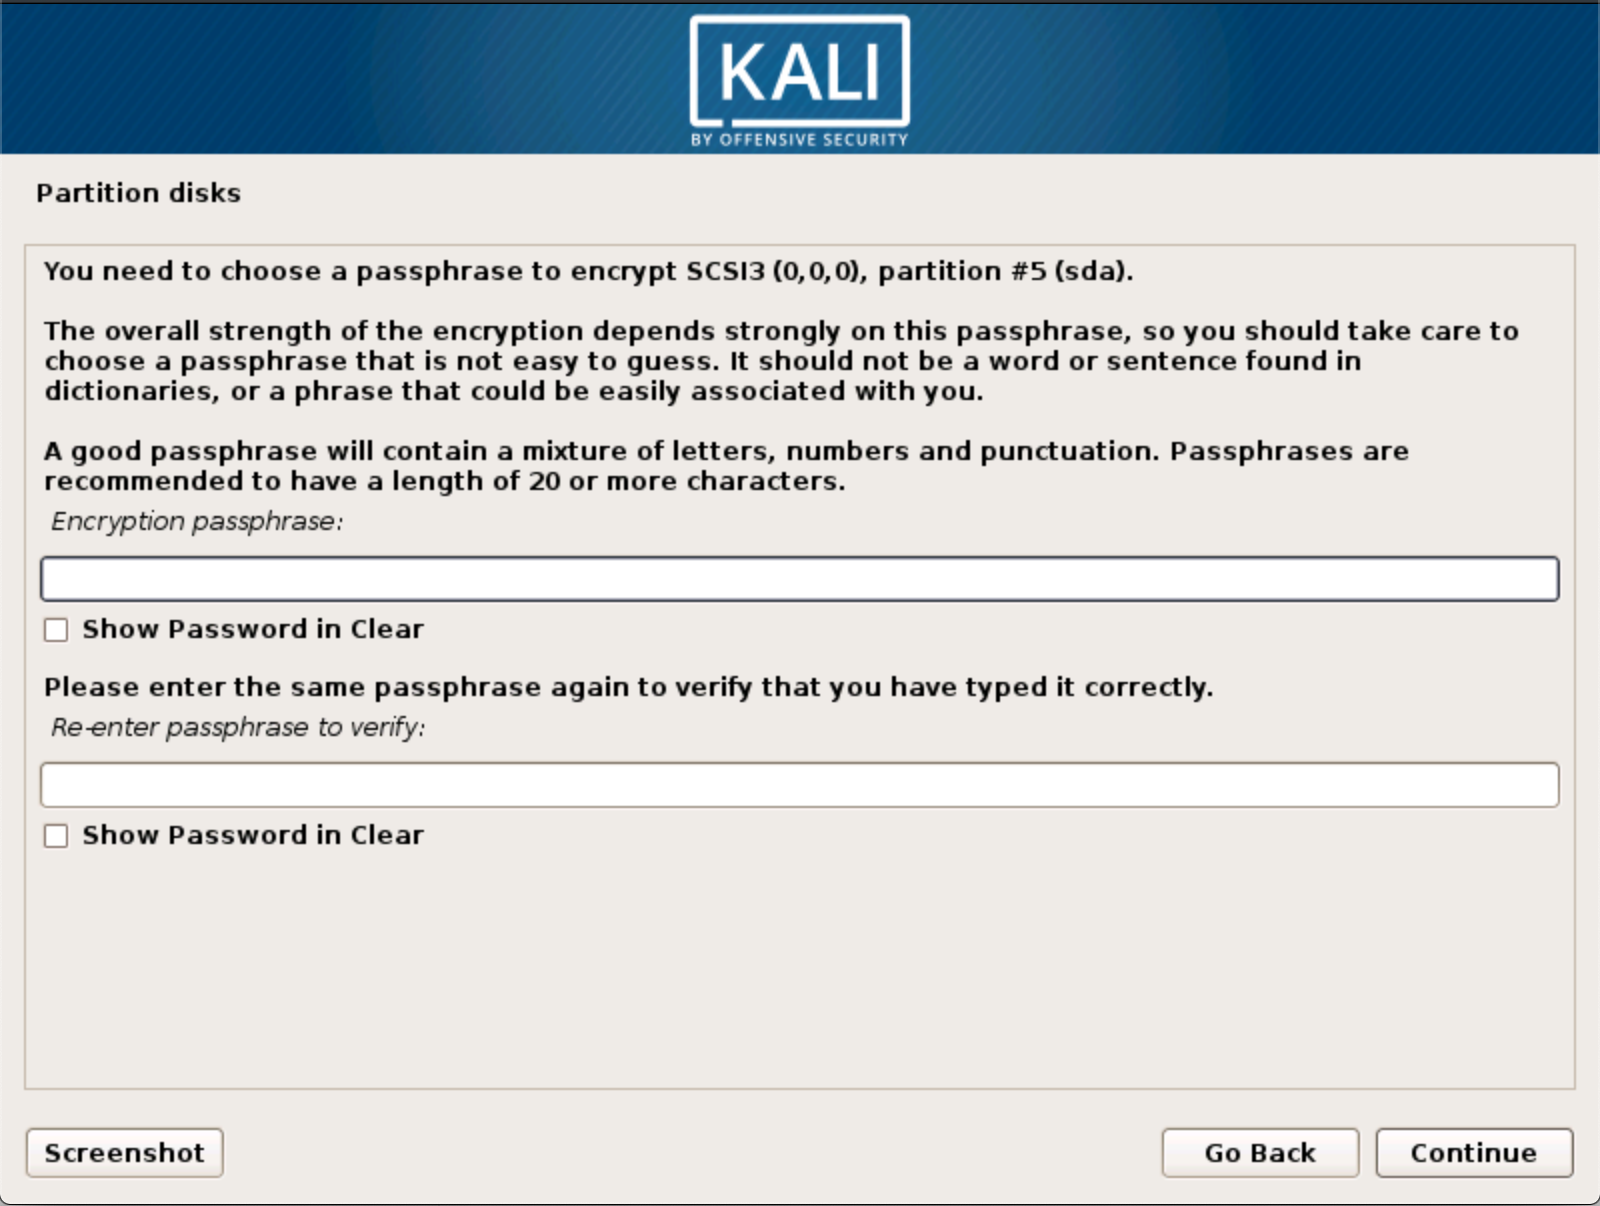 KALI
BY OFFENSIVE SECURITY
Partition disks
You need to choose a passphrase to encrypt SCSI3 (0,0,0), partition #5 (sda).
The overall strength of the encryption depends strongly on this passphrase, so you should take care to
choose a passphrase that is not easy to guess. It should not be a word or sentence found in
dictionaries, or a phrase that could be easily associated with you.
A good passphrase will contain a mixture of letters, numbers and punctuation. Passphrases are
recommended to have a length of 20 or more characters.
Encryption passphrase:
Show Password in Clear
Please enter the same passphrase again to verify that you have typed it correctly.
Re-enter passphrase to verify:
Show Password in Clear
Screenshot
Go Back
Continue